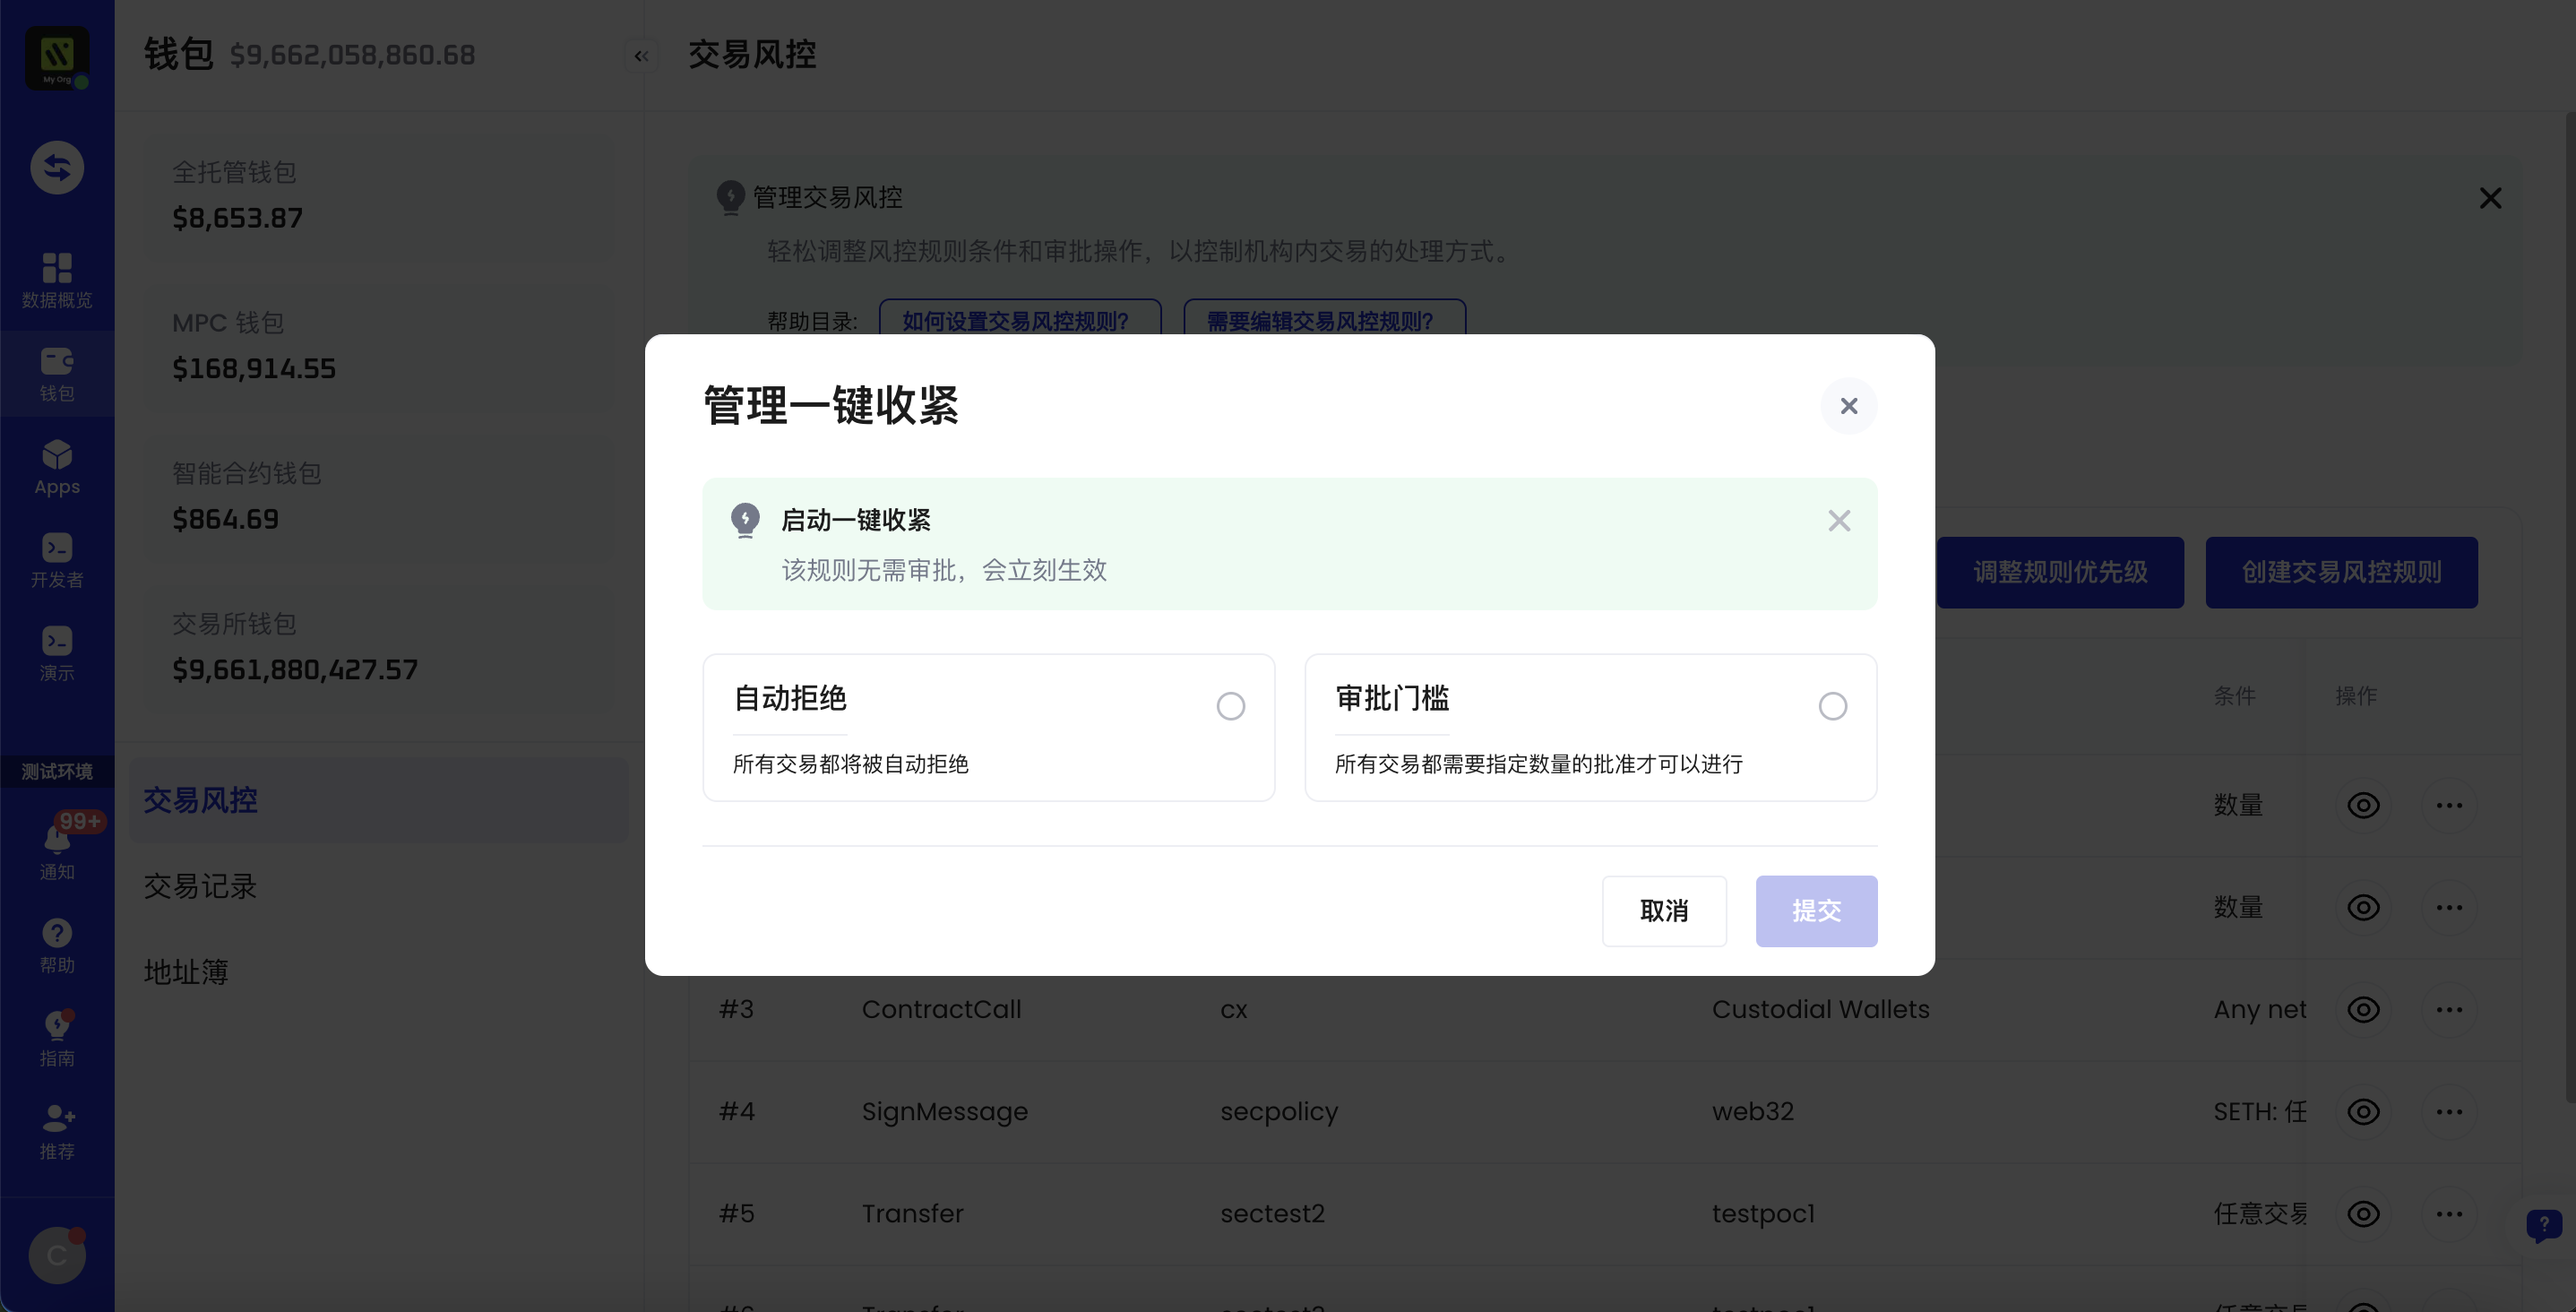 My Org
数据概览
钱包
Apps
开发者
演示
测试环境
99+
通知
帮助
指南
推荐
C
钱包 $9,662,058,860.68
全托管钱包
$8,653.87
MPC 钱包
$168,914.55
智能合约钱包
$864.69
交易所钱包
$9,661,880,427.57
交易风控
交易记录
地址簿
交易风控
管理交易风控
轻松调整风控规则条件和审批操作，以控制机构内交易的处理方式。
帮助目录: 如何设置交易风控规则? 需要编辑交易风控规则?
调整规则优先级 创建交易风控规则
条件 操作
数量
数量
#3 ContractCall cx Custodial Wallets Any net
#4 SignMessage secpolicy web32 SETH: 任
#5 Transfer sectest2 testpoc1 任意交易
管理一键收紧
启动一键收紧
该规则无需审批，会立刻生效
自动拒绝
所有交易都将被自动拒绝
审批门槛
所有交易都需要指定数量的批准才可以进行
取消 提交